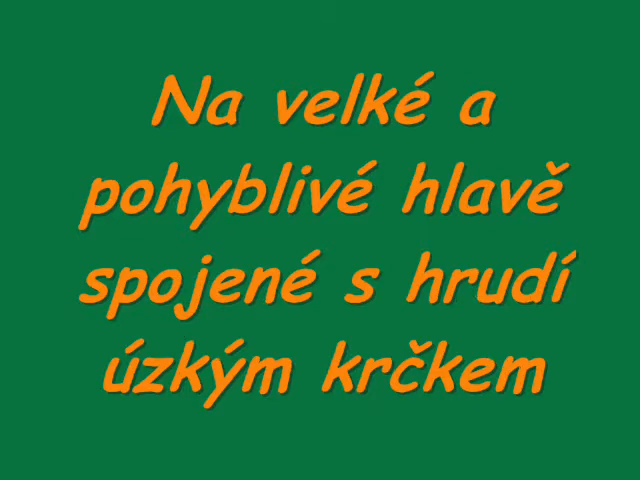 Na velké a
pohyblivé hlavě
spojené s hrudí
úzkým krčkem